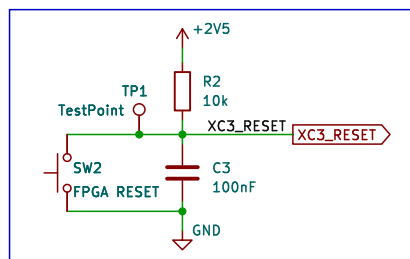 +2V5
TP1
TestPoint
R2
10k
XC3_RESET
XC3_RESET
SW2
FPGA RESET
C3
100nF
GND